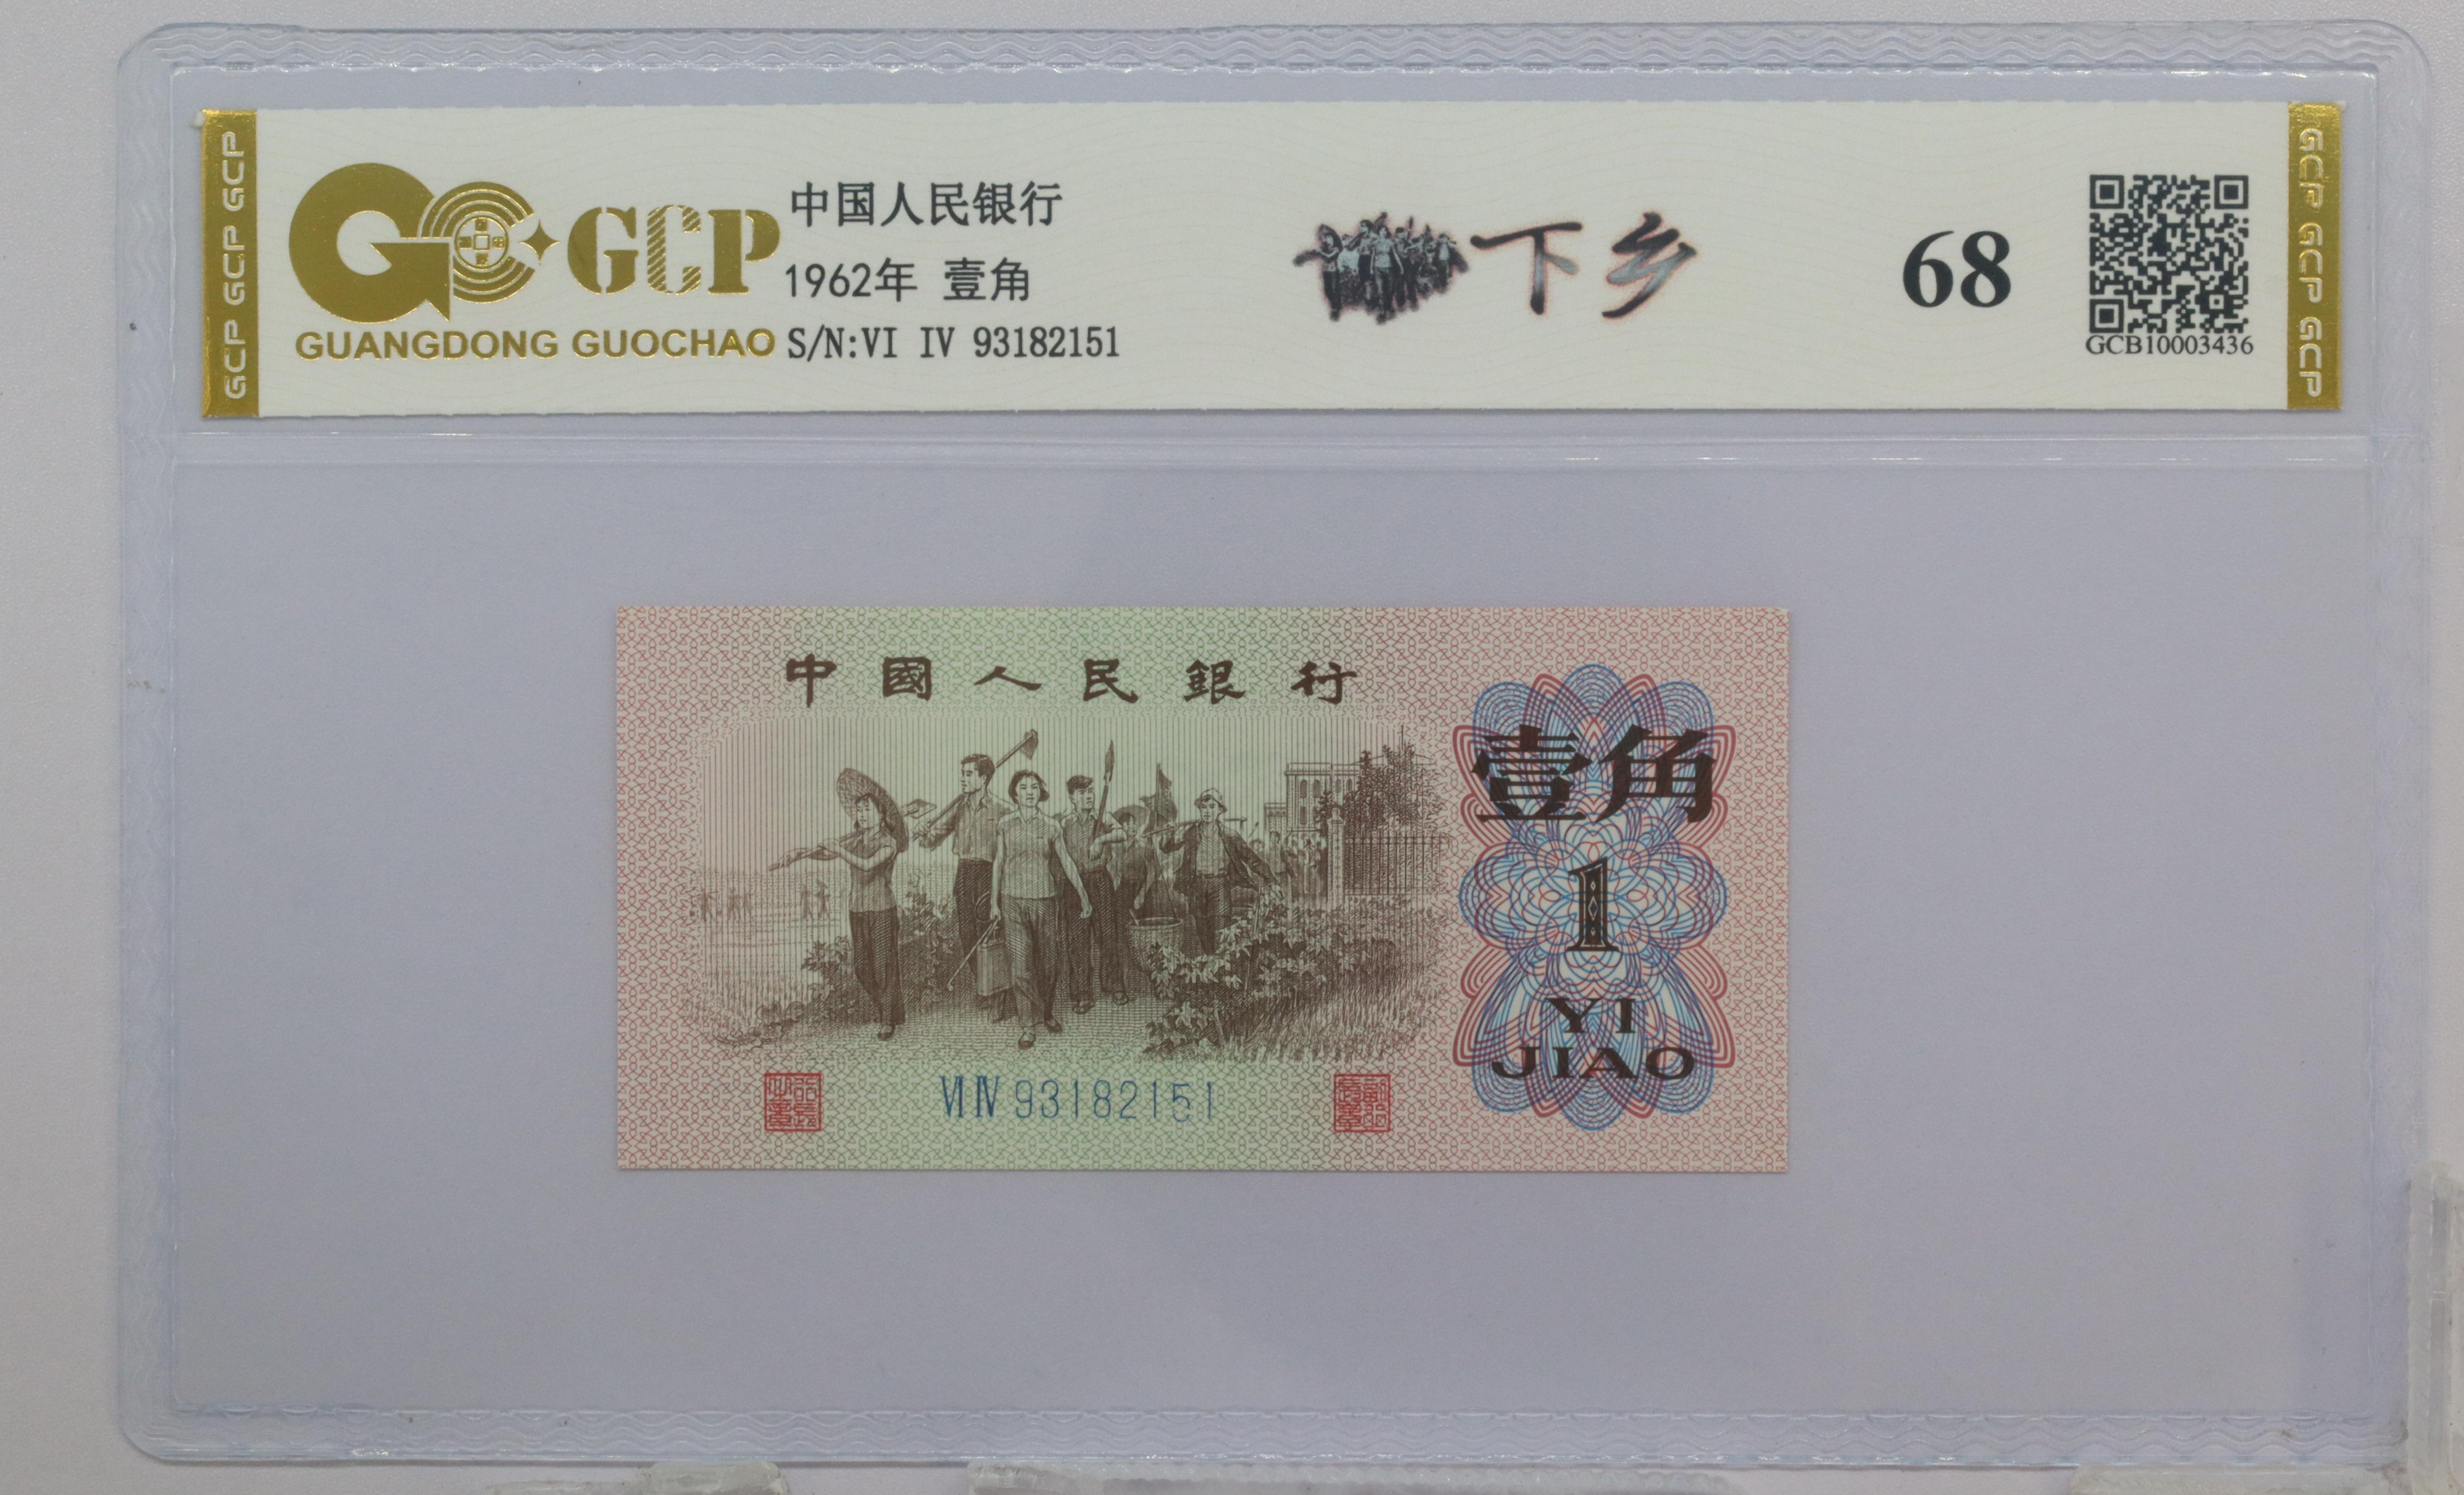 GCP GCP GCP
GCP
GUANGDONG GUOCHAO
中国人民银行
1962年 壹角
S/N:VI IV 93182151
下乡
68
GCB10003436
GCP GCP GCP
中國人民銀行
壹角
1
YI
JIAO
VI IV 93182151